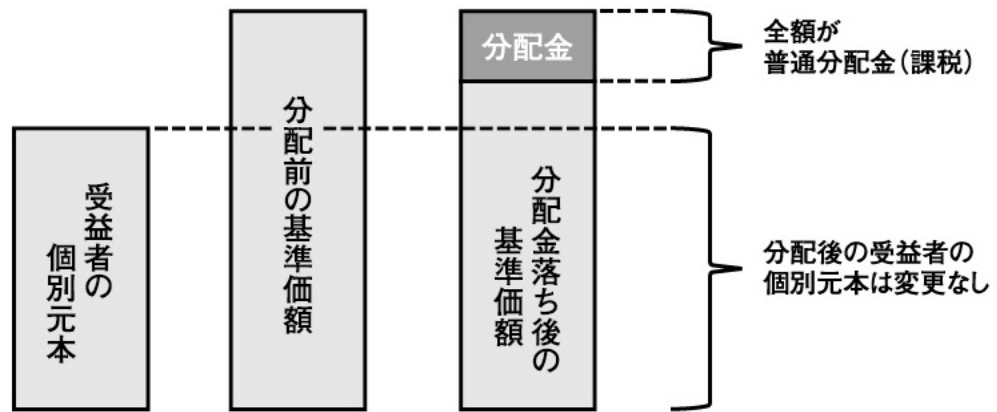 受益者の
個別元本
分配前の基準価額
分配金
分配金落ち後の
基準価額
全額が
普通分配金(課税)
分配後の受益者の
個別元本は変更なし